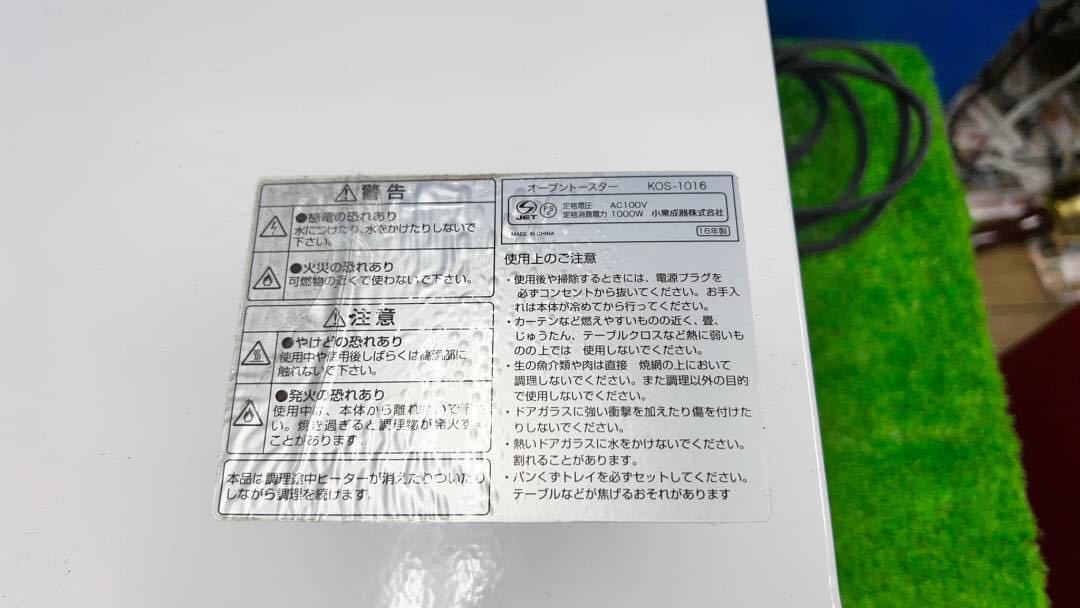 警告
●感電の恐れあり
水につけたり、水をかけたりしないで
下さい。
●火災の恐れあり
可燃物の近くで使わないで下さい。
注意
●やけどの恐れあり
使用中や使用後しばらくは高温部に
触れないで下さい。
●発火の恐れあり
使用中は、本体から離れないで下さ
い。焼き過ぎると調理物が発火す
ことがあります。
本品は調理途中ヒーターが消えたりついたり
しながら調理を続けます。
オーブントースター KOS-1016
JET PS E 定格電圧 AC100V
定格消費電力 1000W 小泉成器株式会社
MADE IN CHINA 16年製
使用上のご注意
・使用後や掃除するときには、電源プラグを
必ずコンセントから抜いてください。お手入
れは本体が冷めてから行ってください。
・カーテンなど燃えやすいものの近く、畳、
じゅうたん、テーブルクロスなど熱に弱いも
のの上では 使用しないでください。
・生の魚介類や肉は直接 焼網の上において
調理しないでください。また調理以外の目的
で使用しないでください。
・ドアガラスに強い衝撃を加えたり傷を付けた
りしないでください。
・熱いドアガラスに水をかけないでください。
割れることがあります。
・パンくずトレイを必ずセットしてください。
テーブルなどが焦げるおそれがあります